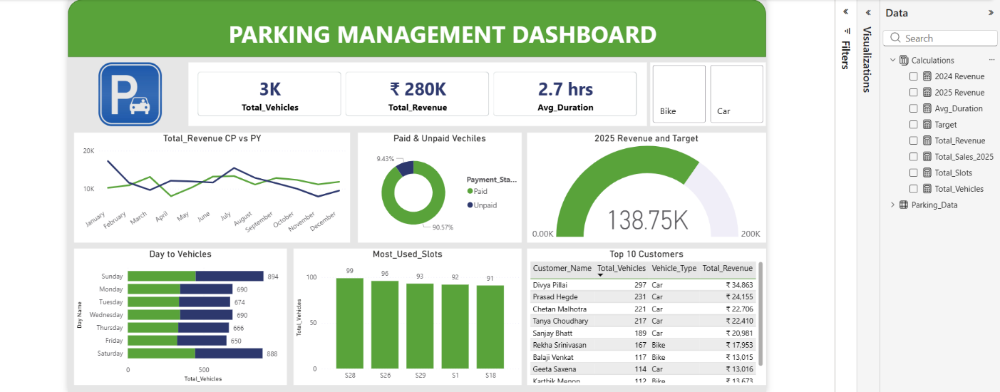 PARKING MANAGEMENT DASHBOARD
P
3K
Total_Vehicles
₹ 280K
Total_Revenue
2.7 hrs
Avg_Duration
Bike
Car
Total_Revenue CP vs PY
20K
10K
January
February
March
April
May
June
July
August
September
October
November
December
Paid & Unpaid Vechiles
9.43%
90.57%
Payment_Sta...
Paid
Unpaid
2025 Revenue and Target
138.75K
0.00K
200K
Day to Vehicles
Day Name
Sunday 894
Monday 690
Tuesday 674
Wednesday 690
Thursday 666
Friday 650
Saturday 888
0 500
Total_Vehicles
Most_Used_Slots
Total_Vehicles
100
50
0
99 96 93 92 91
S28 S26 S29 S1 S18
Top 10 Customers
Customer_Name Total_Vehicles Vehicle_Type Total_Revenue
Divya Pillai 297 Car ₹ 34,863
Prasad Hegde 231 Car ₹ 24,155
Chetan Malhotra 221 Car ₹ 22,706
Tanya Choudhary 217 Car ₹ 22,410
Sanjay Bhatt 189 Car ₹ 20,981
Rekha Srinivasan 167 Bike ₹ 17,953
Balaji Venkat 117 Bike ₹ 13,015
Geeta Saxena 114 Car ₹ 13,016
Karthik Menon 112 Bike ₹ 13,673
Filters
Visualizations
Data
Search
Calculations
2024 Revenue
2025 Revenue
Avg_Duration
Target
Total_Revenue
Total_Sales_2025
Total_Slots
Total_Vehicles
Parking_Data